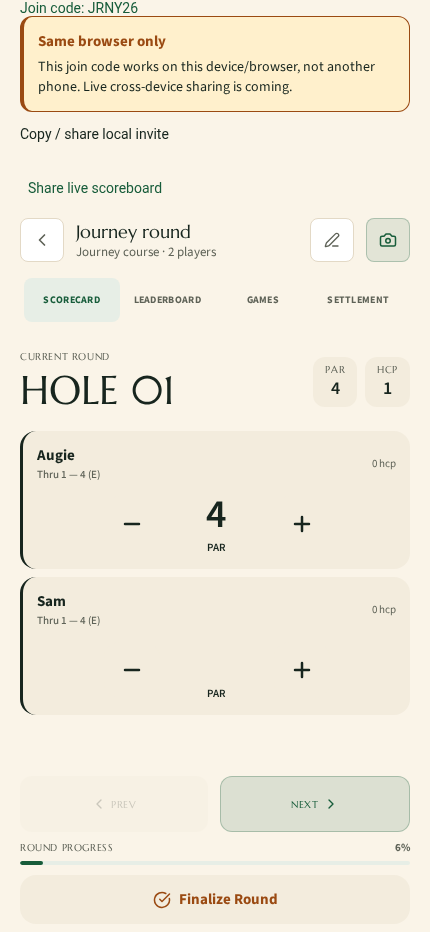 Join code: JRNY26
Same browser only
This join code works on this device/browser, not another
phone. Live cross-device sharing is coming.
Copy / share local invite
Share live scoreboard
Journey round
Journey course · 2 players
SCORECARD LEADERBOARD GAMES SETTLEMENT
CURRENT ROUND
HOLE 01
PAR
4
HCP
1
Augie
Thru 1 — 4 (E)
0 hcp
− 4 +
PAR
Sam
Thru 1 — 4 (E)
0 hcp
− +
PAR
PREV
NEXT
ROUND PROGRESS 6%
Finalize Round